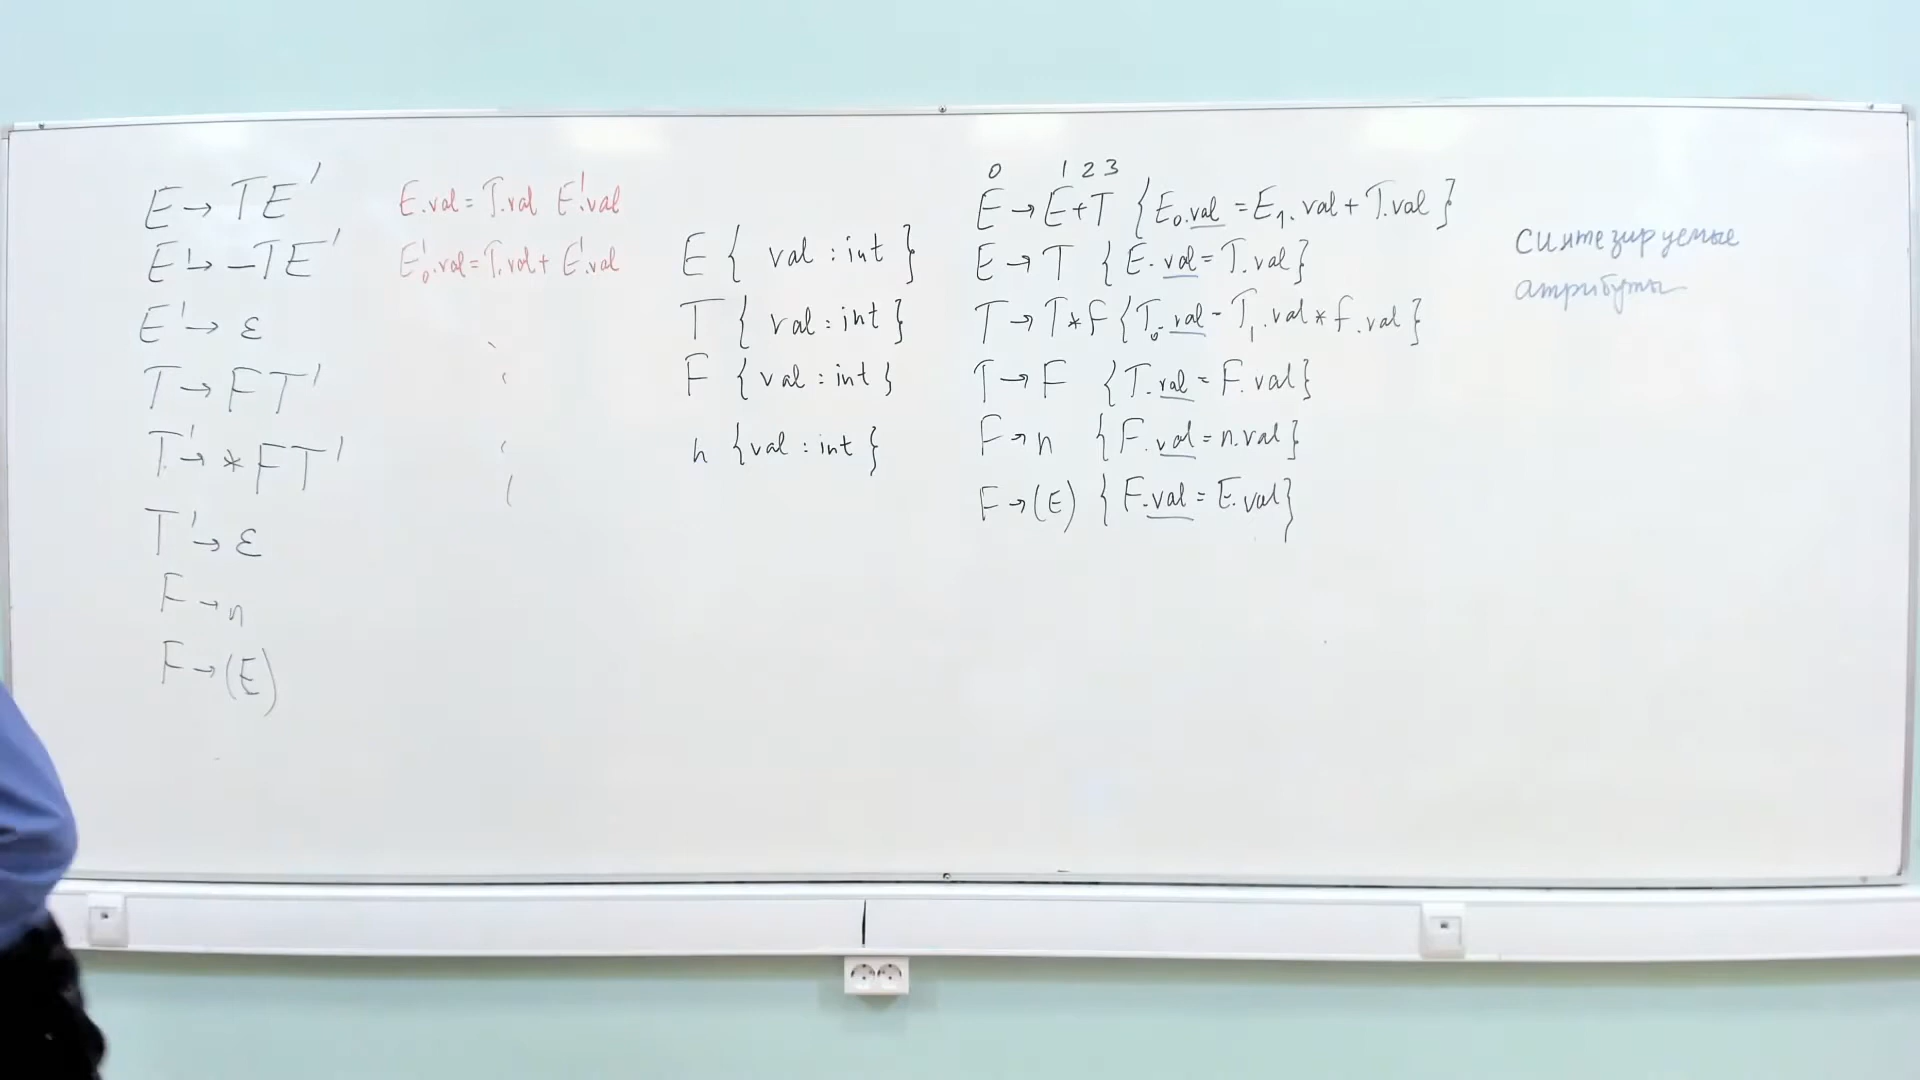 E → TE'
E' → –TE'
E' → ε
T → FT'
T' → *FT'
T' → ε
F → n
F → (E)
E.val = T.val E'.val
E'₀.val = T.val + E'.val
E { val : int }
T { val : int }
F { val : int }
n { val : int }
0 1 2 3
E → E+T { E₀.val = E₁.val + T.val }
E → T { E.val = T.val }
T → T*F { T₀.val = T₁.val * F.val }
T → F { T.val = F.val }
F → n { F.val = n.val }
F → (E) { F.val = E.val }
синтезируемые
атрибуты